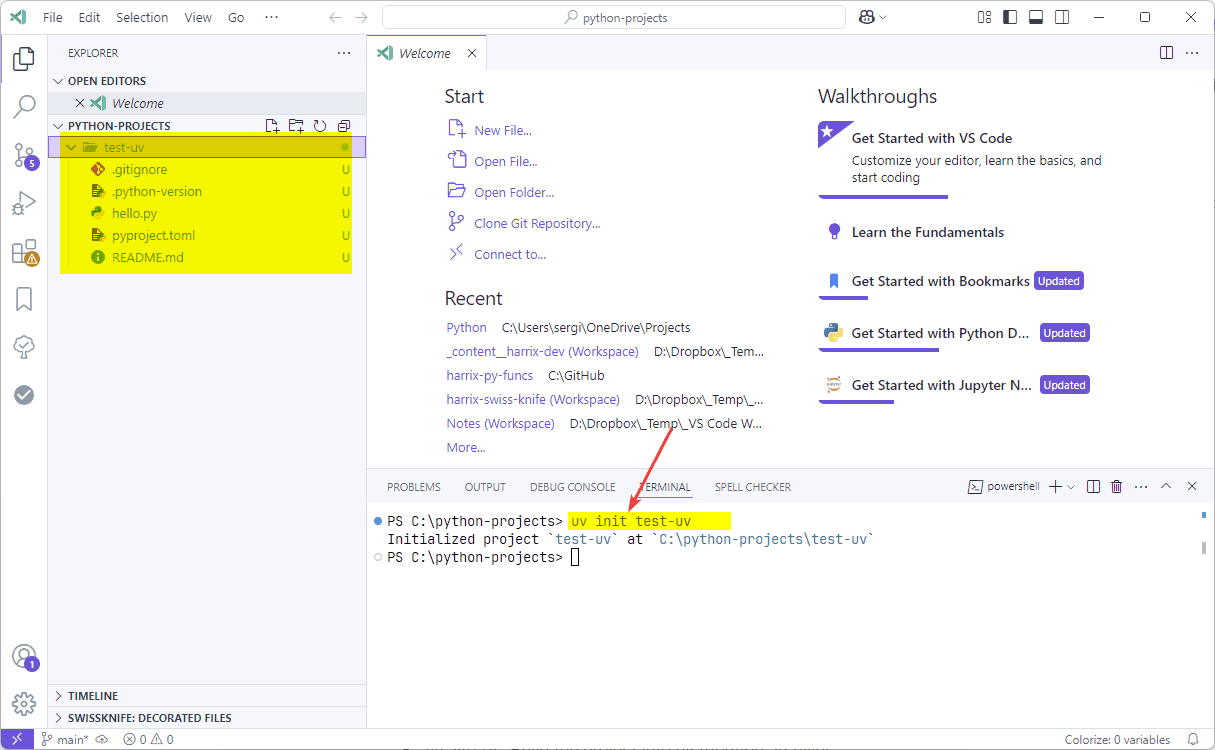 File Edit Selection View Go ···
python-projects
EXPLORER
OPEN EDITORS
Welcome
PYTHON-PROJECTS
test-uv
.gitignore U
.python-version U
hello.py U
pyproject.toml U
README.md U
5
1
TIMELINE
SWISSKNIFE: DECORATED FILES
Welcome
Start
New File...
Open File...
Open Folder...
Clone Git Repository...
Connect to...
Recent
Python C:\Users\sergi\OneDrive\Projects
_content__harrix-dev (Workspace) D:\Dropbox\_Tem...
harrix-py-funcs C:\GitHub
harrix-swiss-knife (Workspace) D:\Dropbox\_Temp\_...
Notes (Workspace) D:\Dropbox\_Temp\_VS Code W...
More...
Walkthroughs
Get Started with VS Code
Customize your editor, learn the basics, and
start coding
Learn the Fundamentals
Get Started with Bookmarks Updated
Get Started with Python D... Updated
Get Started with Jupyter N... Updated
PROBLEMS OUTPUT DEBUG CONSOLE TERMINAL SPELL CHECKER
powershell
PS C:\python-projects> uv init test-uv
Initialized project `test-uv` at `C:\python-projects\test-uv`
PS C:\python-projects>
main* 0 0 Colorize: 0 variables